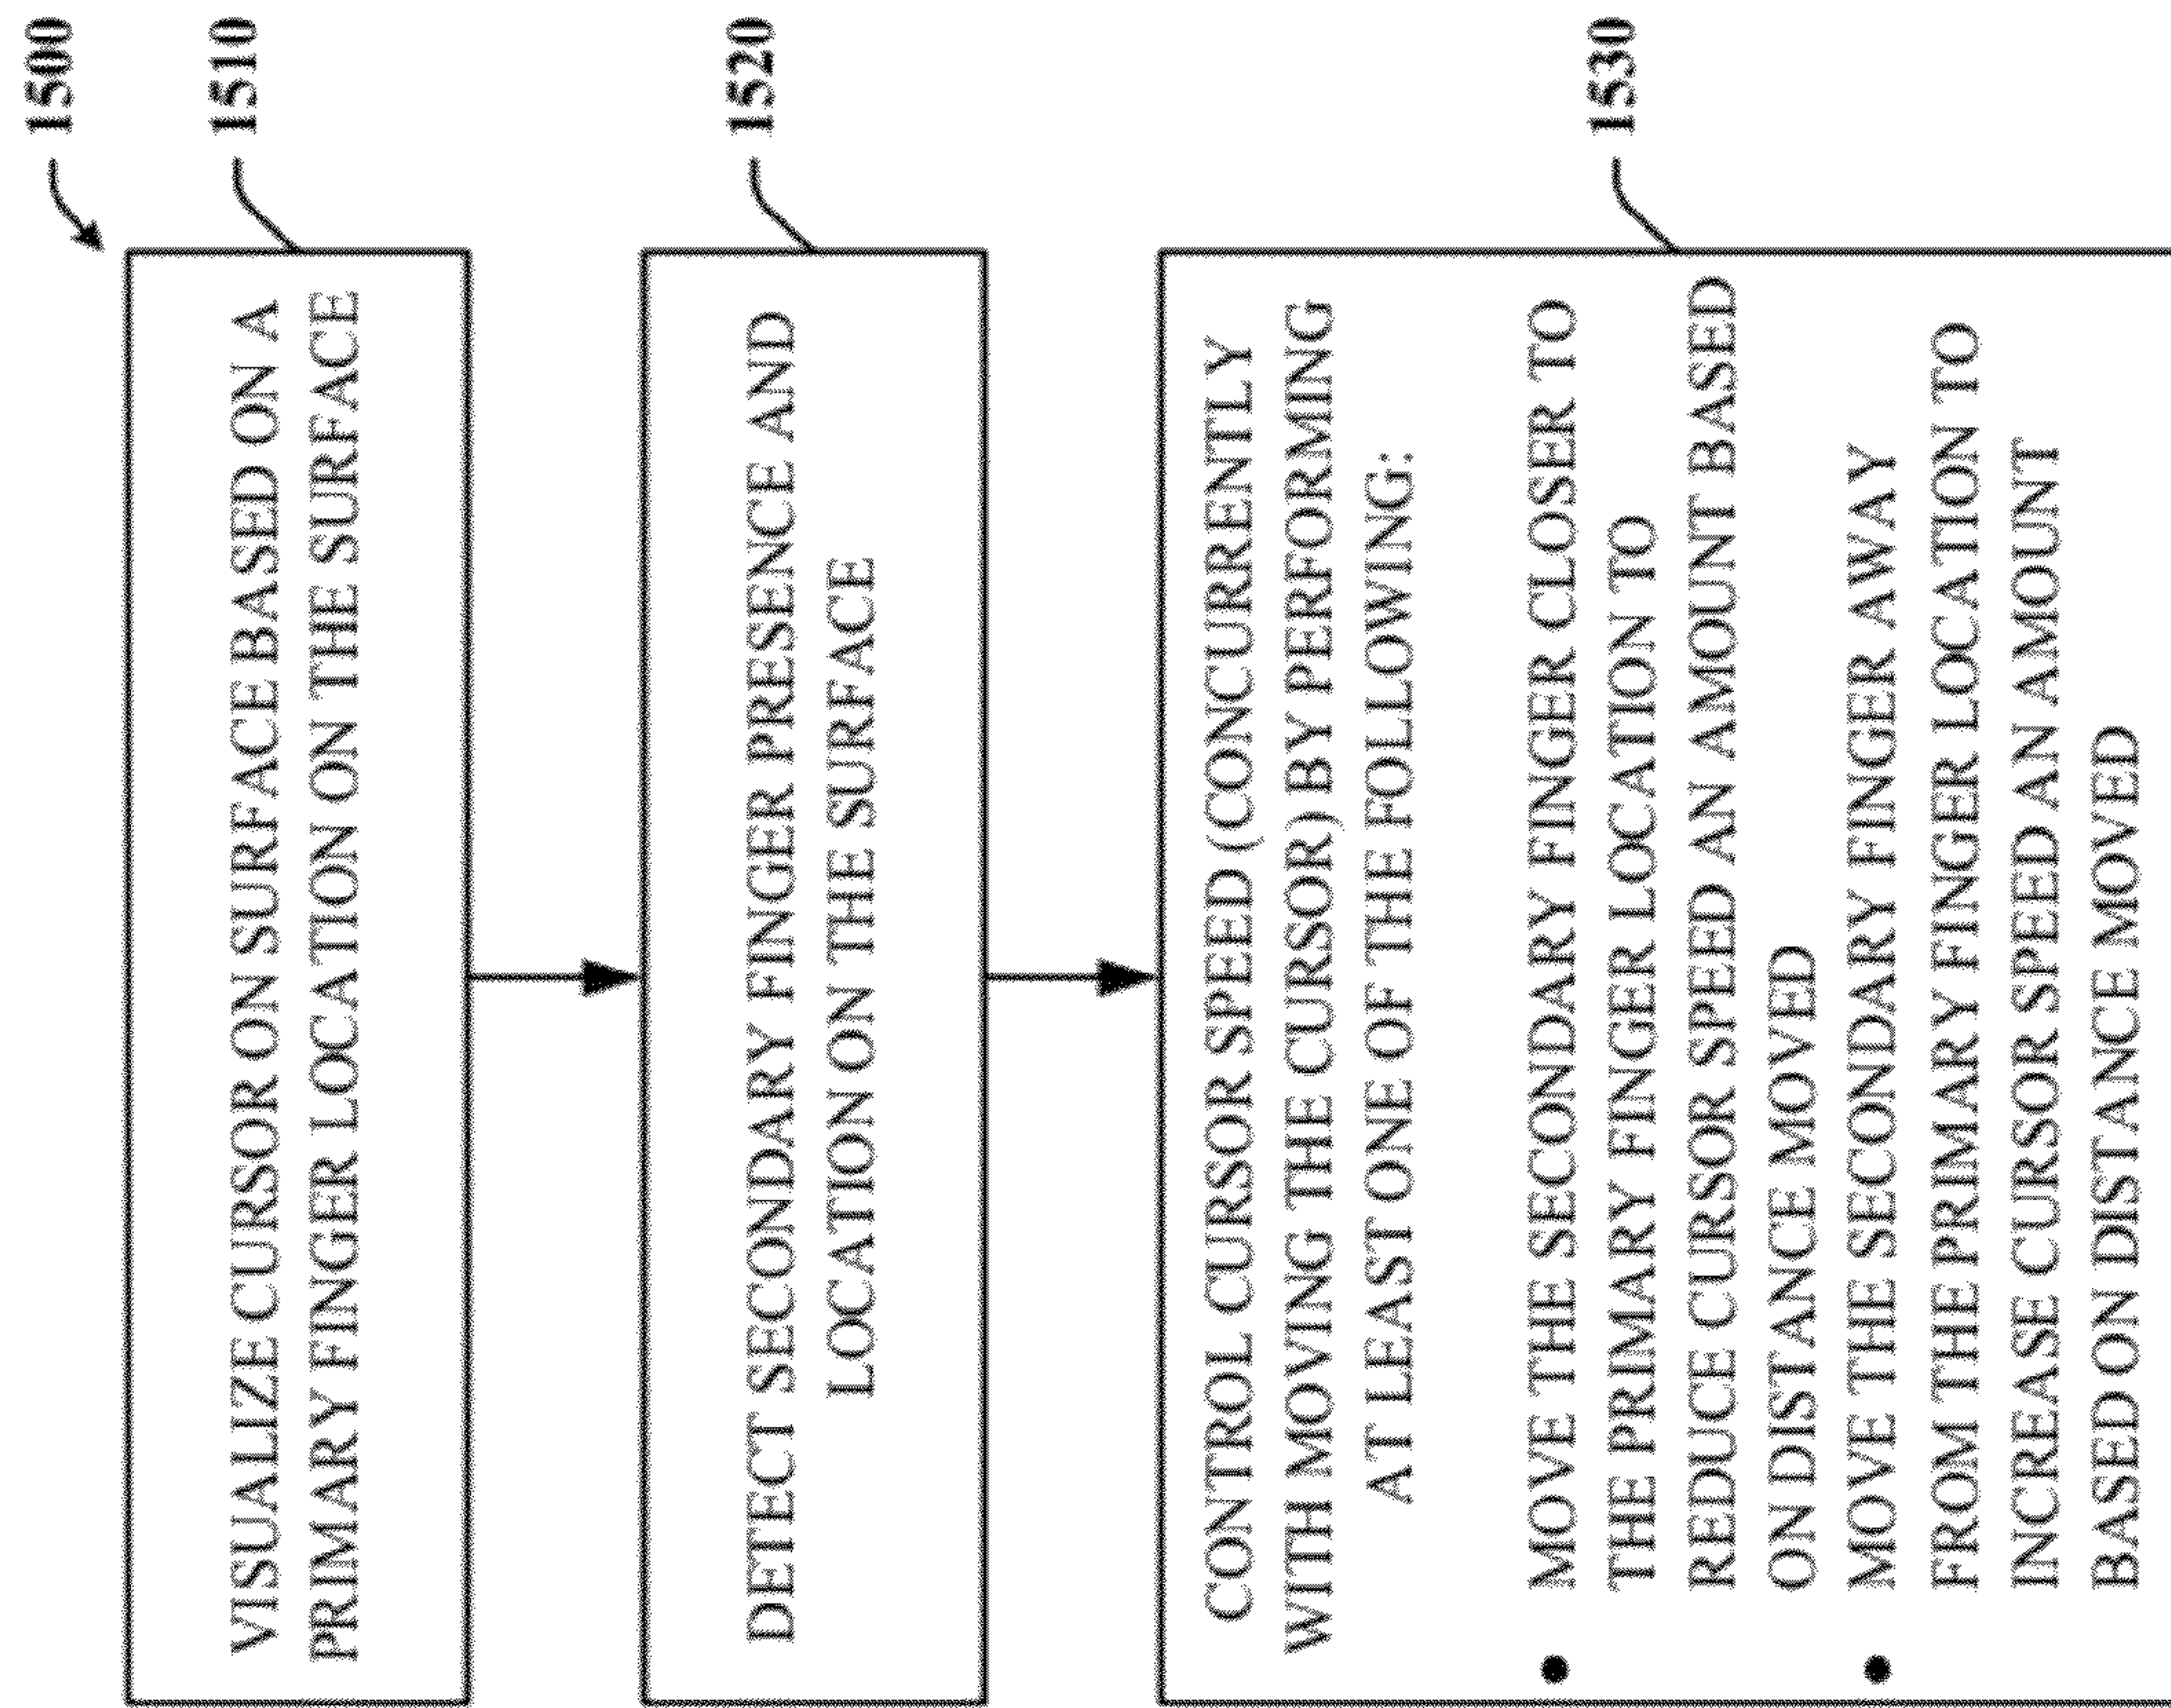 1500
1510
VISUALIZE CURSOR ON SURFACE BASED ON A
PRIMARY FINGER LOCATION ON THE SURFACE
1520
DETECT SECONDARY FINGER PRESENCE AND
LOCATION ON THE SURFACE
1530
CONTROL CURSOR SPEED (CONCURRENTLY
WITH MOVING THE CURSOR) BY PERFORMING
AT LEAST ONE OF THE FOLLOWING:
• MOVE THE SECONDARY FINGER CLOSER TO
THE PRIMARY FINGER LOCATION TO
REDUCE CURSOR SPEED AN AMOUNT BASED
ON DISTANCE MOVED
• MOVE THE SECONDARY FINGER AWAY
FROM THE PRIMARY FINGER LOCATION TO
INCREASE CURSOR SPEED AN AMOUNT
BASED ON DISTANCE MOVED